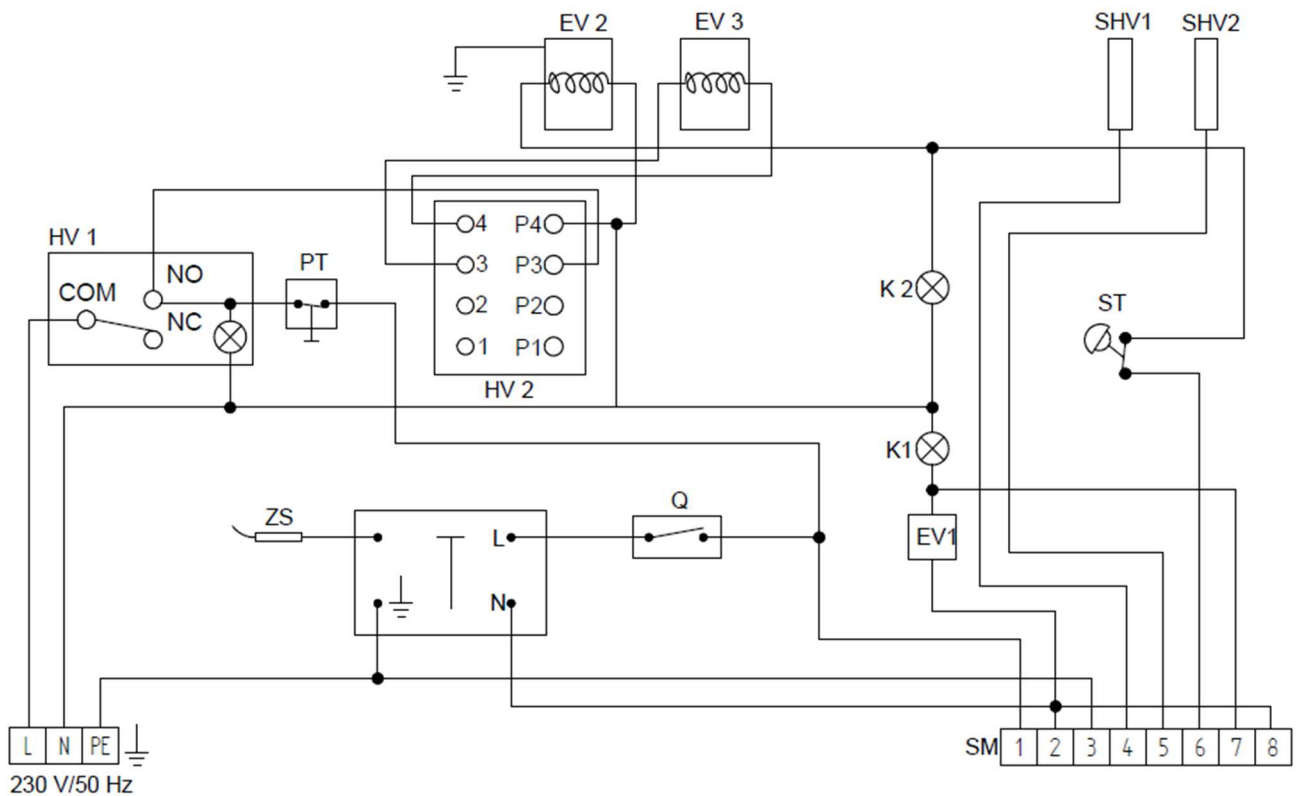 EV 2
EV 3
SHV1
SHV2
HV 1
NO
COM
NC
PT
4
P4
3
P3
2
P2
1
P1
HV 2
K 2
ST
K1
EV1
ZS
L
N
Q
L
N
PE
230 V/50 Hz
SM
1
2
3
4
5
6
7
8